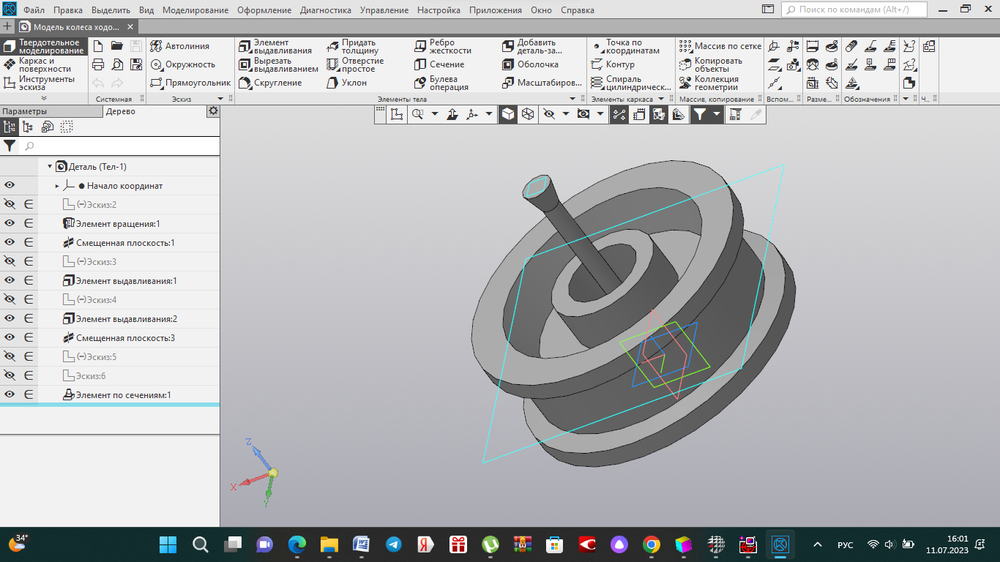 Файл Правка Выделить Вид Моделирование Оформление Диагностика Управление Настройка Приложения Окно Справка
Поиск по командам (Alt+/)
Модель колеса ходо...
Твердотельное моделирование
Каркас и поверхности
Инструменты эскиза
Системная
Автолиния
Окружность
Прямоугольник
Эскиз
Элемент выдавливания
Вырезать выдавливанием
Скругление
Придать толщину
Отверстие простое
Уклон
Ребро жесткости
Сечение
Булева операция
Добавить деталь-за...
Оболочка
Масштабиров...
Элементы тела
Точка по координатам
Контур
Спираль цилиндрическ...
Элементы каркаса
Массив по сетке
Копировать объекты
Коллекция геометрии
Массив, копирование
Вспом...
Разме...
Обозначения
Ч...
Параметры
Дерево
Деталь (Тел-1)
Начало координат
(-)Эскиз:2
Элемент вращения:1
Смещенная плоскость:1
(-)Эскиз:3
Элемент выдавливания:1
(-)Эскиз:4
Элемент выдавливания:2
Смещенная плоскость:3
(-)Эскиз:5
Эскиз:6
Элемент по сечениям:1
Z
X
Y
34°
РУС
16:01
11.07.2023